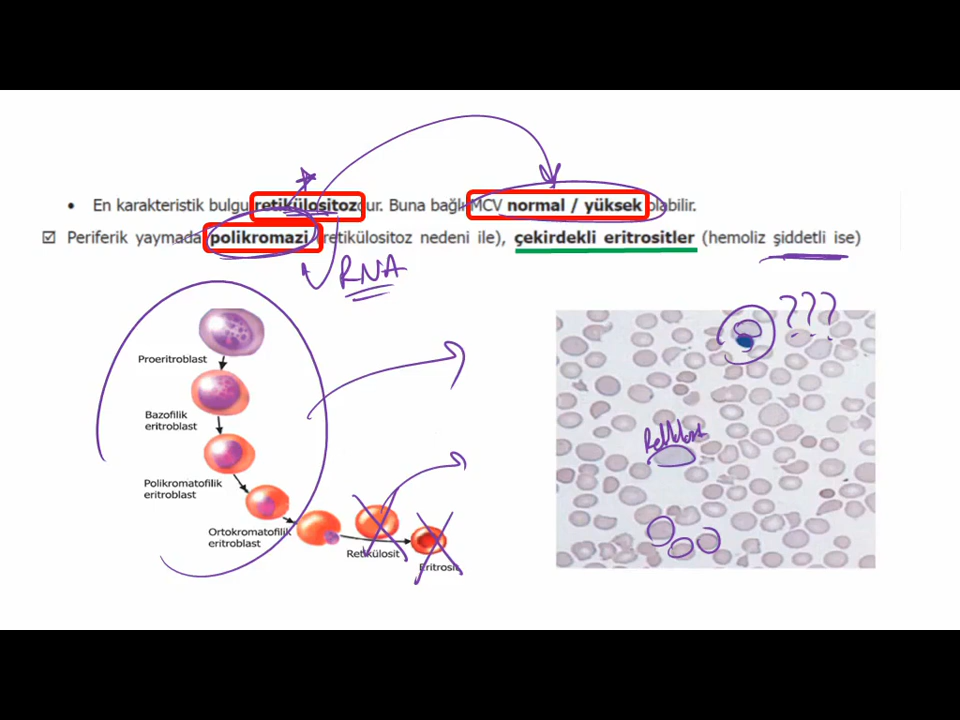 • En karakteristik bulgu retikülositozdur. Buna bağlı MCV normal / yüksek olabilir.
☑ Periferik yaymada polikromazi (retikülositoz nedeni ile), çekirdekli eritrositler (hemoliz şiddetli ise)
RNA
???
Proeritroblast
Bazofilik
eritroblast
Polikromatofilik
eritroblast
Ortokromatofilik
eritroblast
Retikülosit
Eritrosit